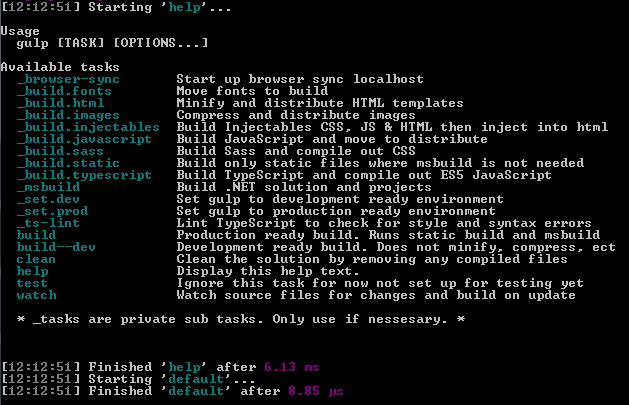 [12:12:51] Starting 'help'...
Usage
gulp [TASK] [OPTIONS...]
Available tasks
_browser-sync Start up browser sync localhost
_build.fonts Move fonts to build
_build.html Minify and distribute HTML templates
_build.images Compress and distribute images
_build.injectables Build Injectables CSS, JS & HTML then inject into html
_build.javascript Build JavaScript and move to distribute
_build.sass Build Sass and compile out CSS
_build.static Build only static files where msbuild is not needed
_build.typescript Build TypeScript and compile out ES5 JavaScript
_msbuild Build .NET solution and projects
_set.dev Set gulp to development ready environment
_set.prod Set gulp to production ready environment
_ts-lint Lint TypeScript to check for style and syntax errors
build Production ready build. Runs static build and msbuild
build--dev Development ready build. Does not minify, compress, ect
clean Clean the solution by removing any compiled files
help Display this help text.
test Ignore this task for now not set up for testing yet
watch Watch source files for changes and build on update
* _tasks are private sub tasks. Only use if nessesary. *
[12:12:51] Finished 'help' after 6.13 ms
[12:12:51] Starting 'default'...
[12:12:51] Finished 'default' after 8.85 µs